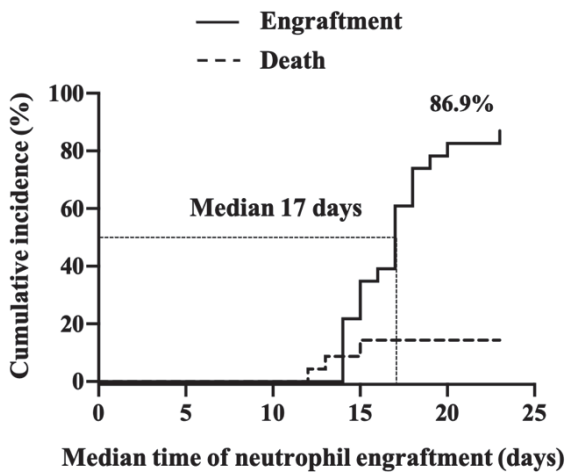 Engraftment
Death
Cumulative incidence (%)
100
80
60
40
20
0
86.9%
Median 17 days
0 5 10 15 20 25
Median time of neutrophil engraftment (days)